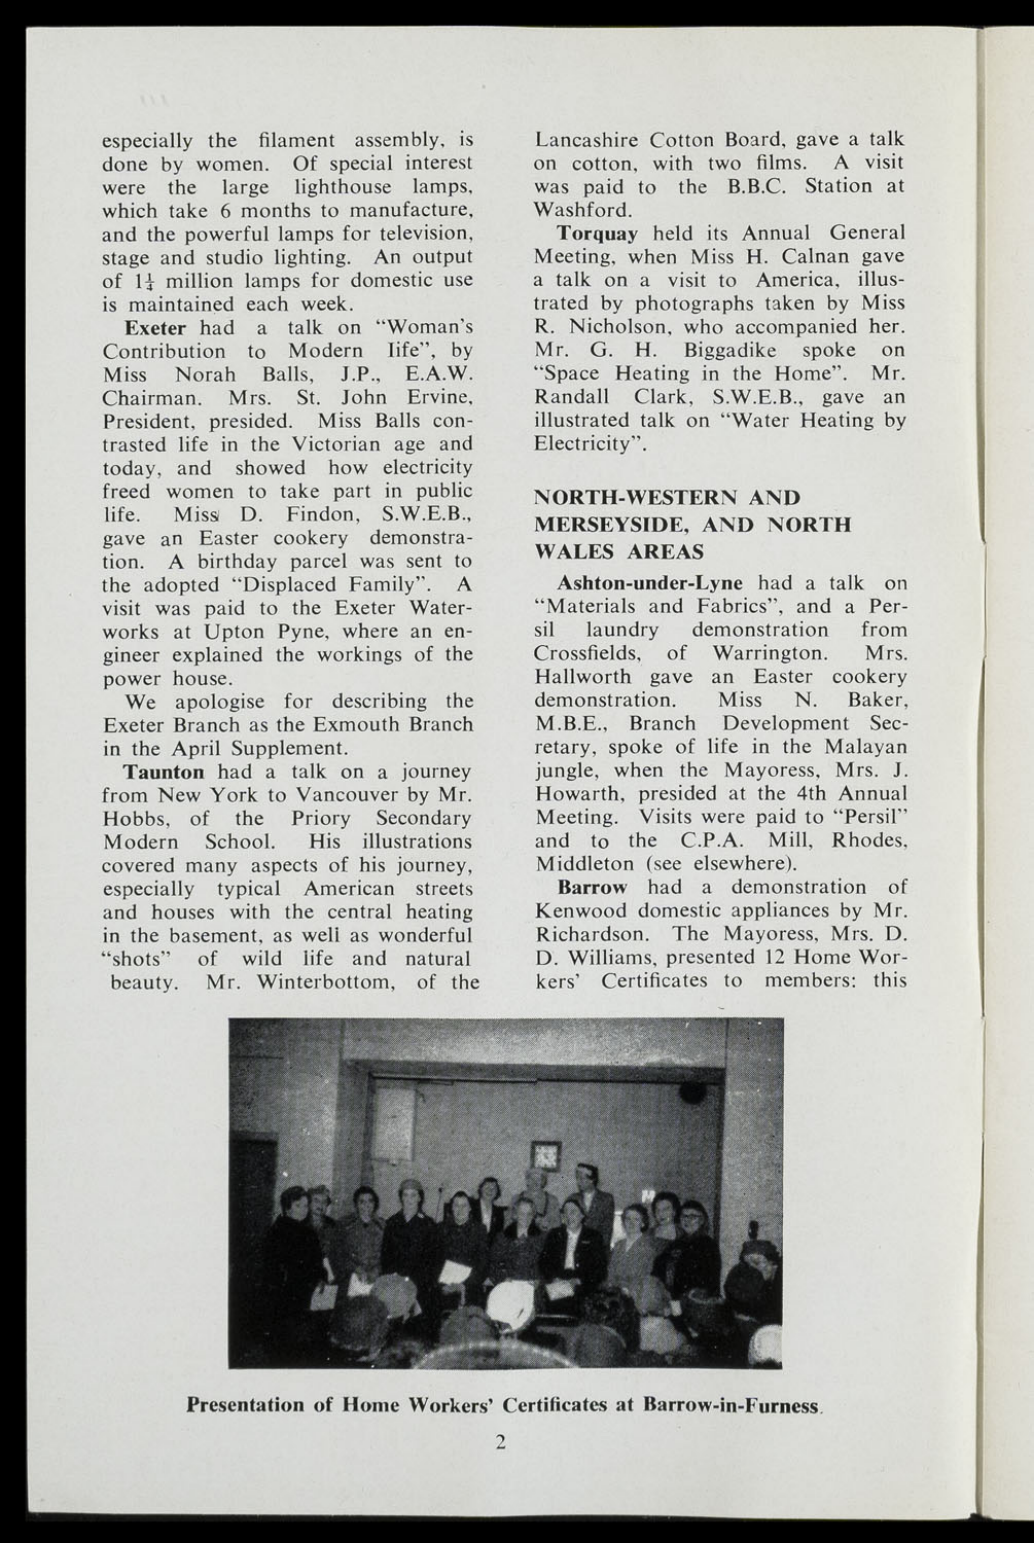 especially the filament assembly, is
done by women. Of special interest
were the large lighthouse lamps,
which take 6 months to manufacture,
and the powerful lamps for television,
stage and studio lighting. An output
of 1¼ million lamps for domestic use
is maintained each week.
Exeter had a talk on “Woman’s
Contribution to Modern life”, by
Miss Norah Balls, J.P., E.A.W.
Chairman. Mrs. St. John Ervine,
President, presided. Miss Balls con-
trasted life in the Victorian age and
today, and showed how electricity
freed women to take part in public
life. Miss D. Findon, S.W.E.B.,
gave an Easter cookery demonstra-
tion. A birthday parcel was sent to
the adopted “Displaced Family”. A
visit was paid to the Exeter Water-
works at Upton Pyne, where an en-
gineer explained the workings of the
power house.
We apologise for describing the
Exeter Branch as the Exmouth Branch
in the April Supplement.
Taunton had a talk on a journey
from New York to Vancouver by Mr.
Hobbs, of the Priory Secondary
Modern School. His illustrations
covered many aspects of his journey,
especially typical American streets
and houses with the central heating
in the basement, as well as wonderful
“shots” of wild life and natural
beauty. Mr. Winterbottom, of the
Lancashire Cotton Board, gave a talk
on cotton, with two films. A visit
was paid to the B.B.C. Station at
Washford.
Torquay held its Annual General
Meeting, when Miss H. Calnan gave
a talk on a visit to America, illus-
trated by photographs taken by Miss
R. Nicholson, who accompanied her.
Mr. G. H. Biggadike spoke on
“Space Heating in the Home”. Mr.
Randall Clark, S.W.E.B., gave an
illustrated talk on “Water Heating by
Electricity”.
NORTH-WESTERN AND
MERSEYSIDE, AND NORTH
WALES AREAS
Ashton-under-Lyne had a talk on
“Materials and Fabrics”, and a Per-
sil laundry demonstration from
Crossfields, of Warrington. Mrs.
Hallworth gave an Easter cookery
demonstration. Miss N. Baker,
M.B.E., Branch Development Sec-
retary, spoke of life in the Malayan
jungle, when the Mayoress, Mrs. J.
Howarth, presided at the 4th Annual
Meeting. Visits were paid to “Persil”
and to the C.P.A. Mill, Rhodes,
Middleton (see elsewhere).
Barrow had a demonstration of
Kenwood domestic appliances by Mr.
Richardson. The Mayoress, Mrs. D.
D. Williams, presented 12 Home Wor-
kers’ Certificates to members: this
Presentation of Home Workers’ Certificates at Barrow-in-Furness.
2